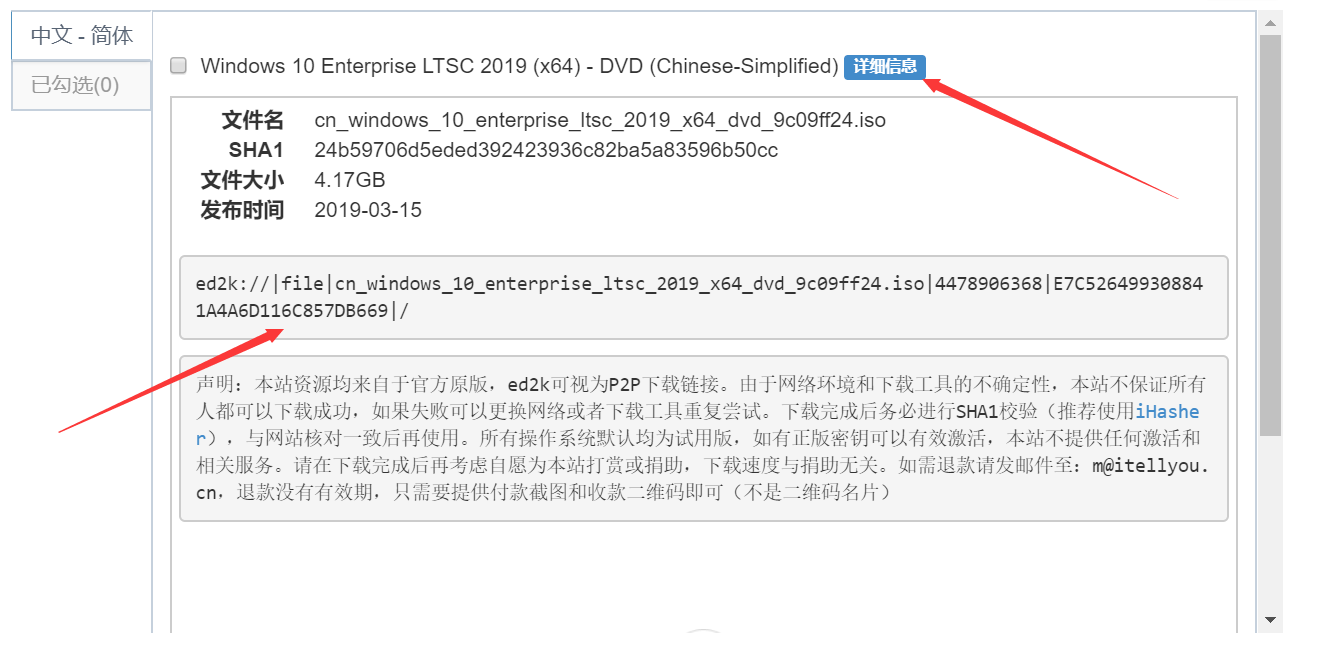 中文 - 简体
已勾选(0)
Windows 10 Enterprise LTSC 2019 (x64) - DVD (Chinese-Simplified) 详细信息
文件名 cn_windows_10_enterprise_ltsc_2019_x64_dvd_9c09ff24.iso
SHA1 24b59706d5eded392423936c82ba5a83596b50cc
文件大小 4.17GB
发布时间 2019-03-15
ed2k://|file|cn_windows_10_enterprise_ltsc_2019_x64_dvd_9c09ff24.iso|4478906368|E7C526499308841
1A4A6D116C857DB669|/
声明：本站资源均来自于官方原版，ed2k可视为P2P下载链接。由于网络环境和下载工具的不确定性，本站不保证所有
人都可以下载成功，如果失败可以更换网络或者下载工具重复尝试。下载完成后务必进行SHA1校验（推荐使用iHashe
r），与网站核对一致后再使用。所有操作系统默认均为试用版，如有正版密钥可以有效激活，本站不提供任何激活和
相关服务。请在下载完成后再考虑自愿为本站打赏或捐助，下载速度与捐助无关。如需退款请发邮件至：m@itellyou.
cn，退款没有有效期，只需要提供付款截图和收款二维码即可（不是二维码名片）